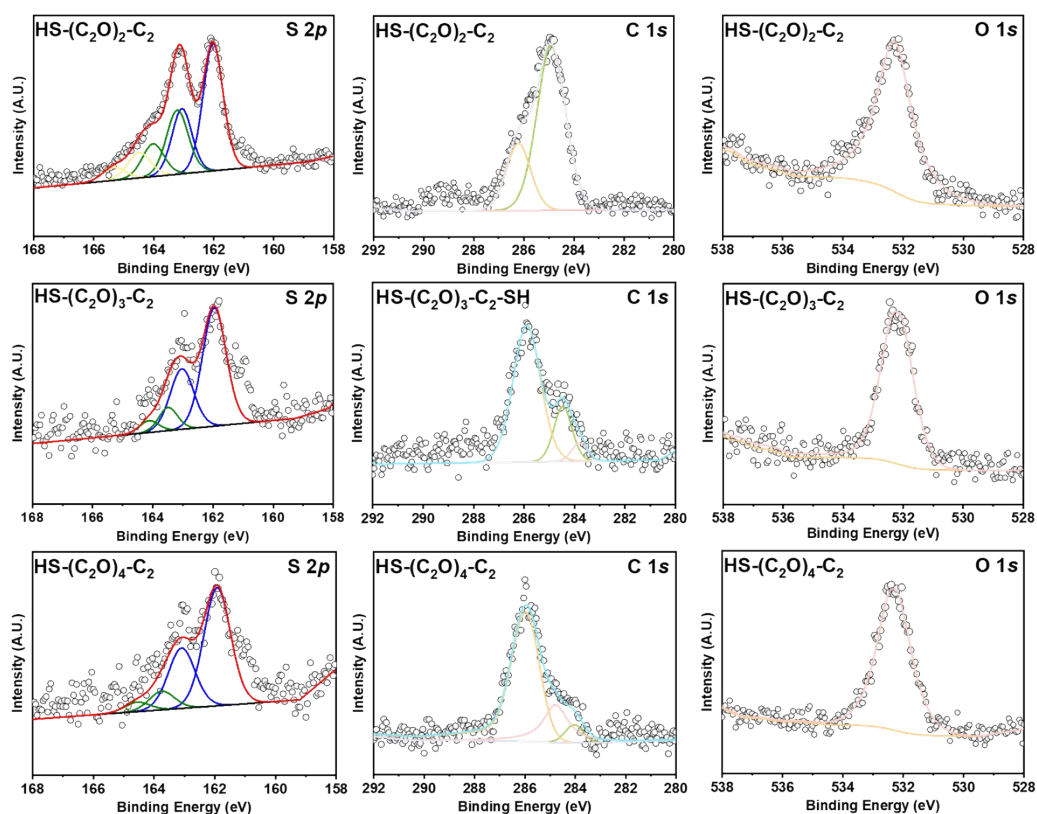 HS-(C₂O)₂-C₂ S 2p
Intensity (A.U.)
168 166 164 162 160 158
Binding Energy (eV)
HS-(C₂O)₂-C₂ C 1s
Intensity (A.U.)
292 290 288 286 284 282 280
Binding Energy (eV)
HS-(C₂O)₂-C₂ O 1s
Intensity (A.U.)
538 536 534 532 530 528
Binding Energy (eV)
HS-(C₂O)₃-C₂ S 2p
Intensity (A.U.)
168 166 164 162 160 158
Binding Energy (eV)
HS-(C₂O)₃-C₂-SH C 1s
Intensity (A.U.)
292 290 288 286 284 282 280
Binding Energy (eV)
HS-(C₂O)₃-C₂ O 1s
Intensity (A.U.)
538 536 534 532 530 528
Binding Energy (eV)
HS-(C₂O)₄-C₂ S 2p
Intensity (A.U.)
168 166 164 162 160 158
Binding Energy (eV)
HS-(C₂O)₄-C₂ C 1s
Intensity (A.U.)
292 290 288 286 284 282 280
Binding Energy (eV)
HS-(C₂O)₄-C₂ O 1s
Intensity (A.U.)
538 536 534 532 530 528
Binding Energy (eV)